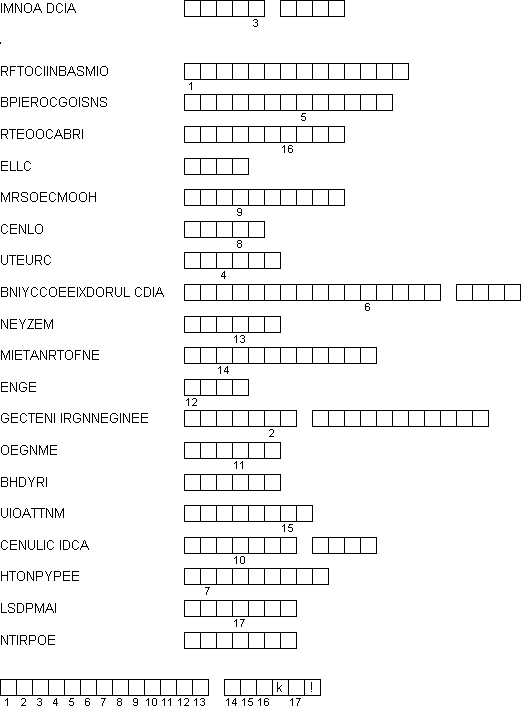 IMNOA DCIA
3
.
RFTOCIINBASMIO
1
BPIEROCGOISNS
5
RTEOOCABRI
16
ELLC
MRSOECMOOH
9
CENLO
8
UTEURC
4
BNIYCCOEEIXDORUL CDIA
6
NEYZEM
13
MIETANRTOFNE
14
ENGE
12
GECTENI IRGNNEGINEE
2
OEGNME
11
BHDYRI
UIOATTNM
15
CENULIC IDCA
10
HTONPYPEE
7
LSDPMAI
17
NTIRPOE
k !
1 2 3 4 5 6 7 8 9 10 11 12 13 14 15 16 17